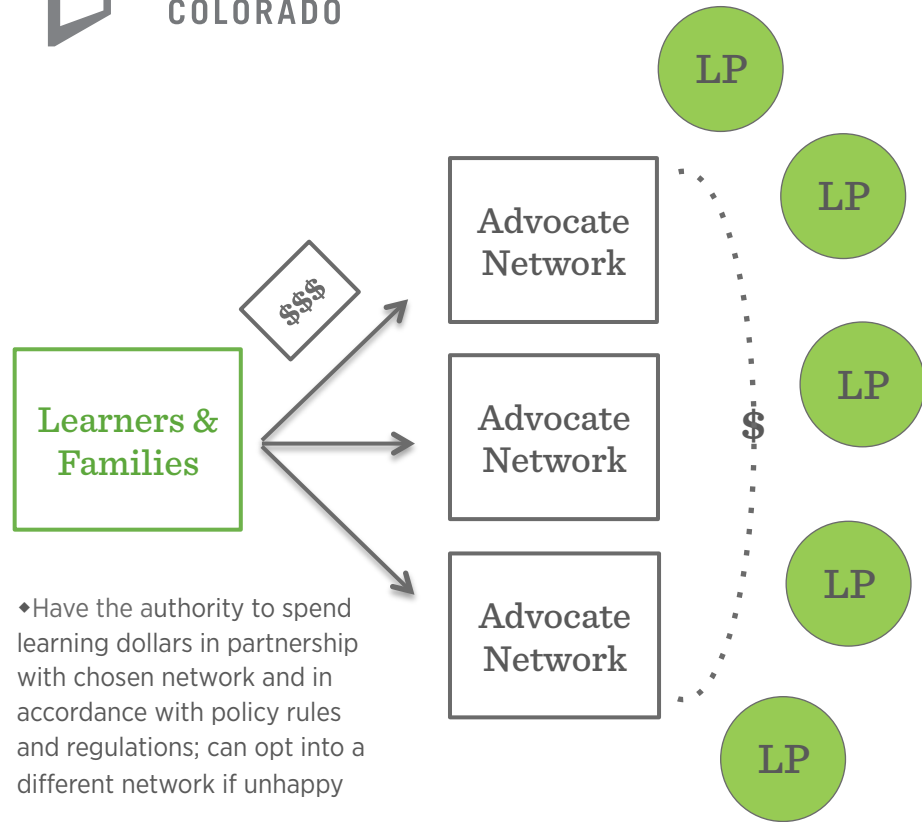 COLORADO
LP
LP
Advocate
Network
$$$
LP
Learners &
Families
Advocate
Network
$
LP
Advocate
Network
◆Have the authority to spend
learning dollars in partnership
with chosen network and in
accordance with policy rules
and regulations; can opt into a
different network if unhappy
LP